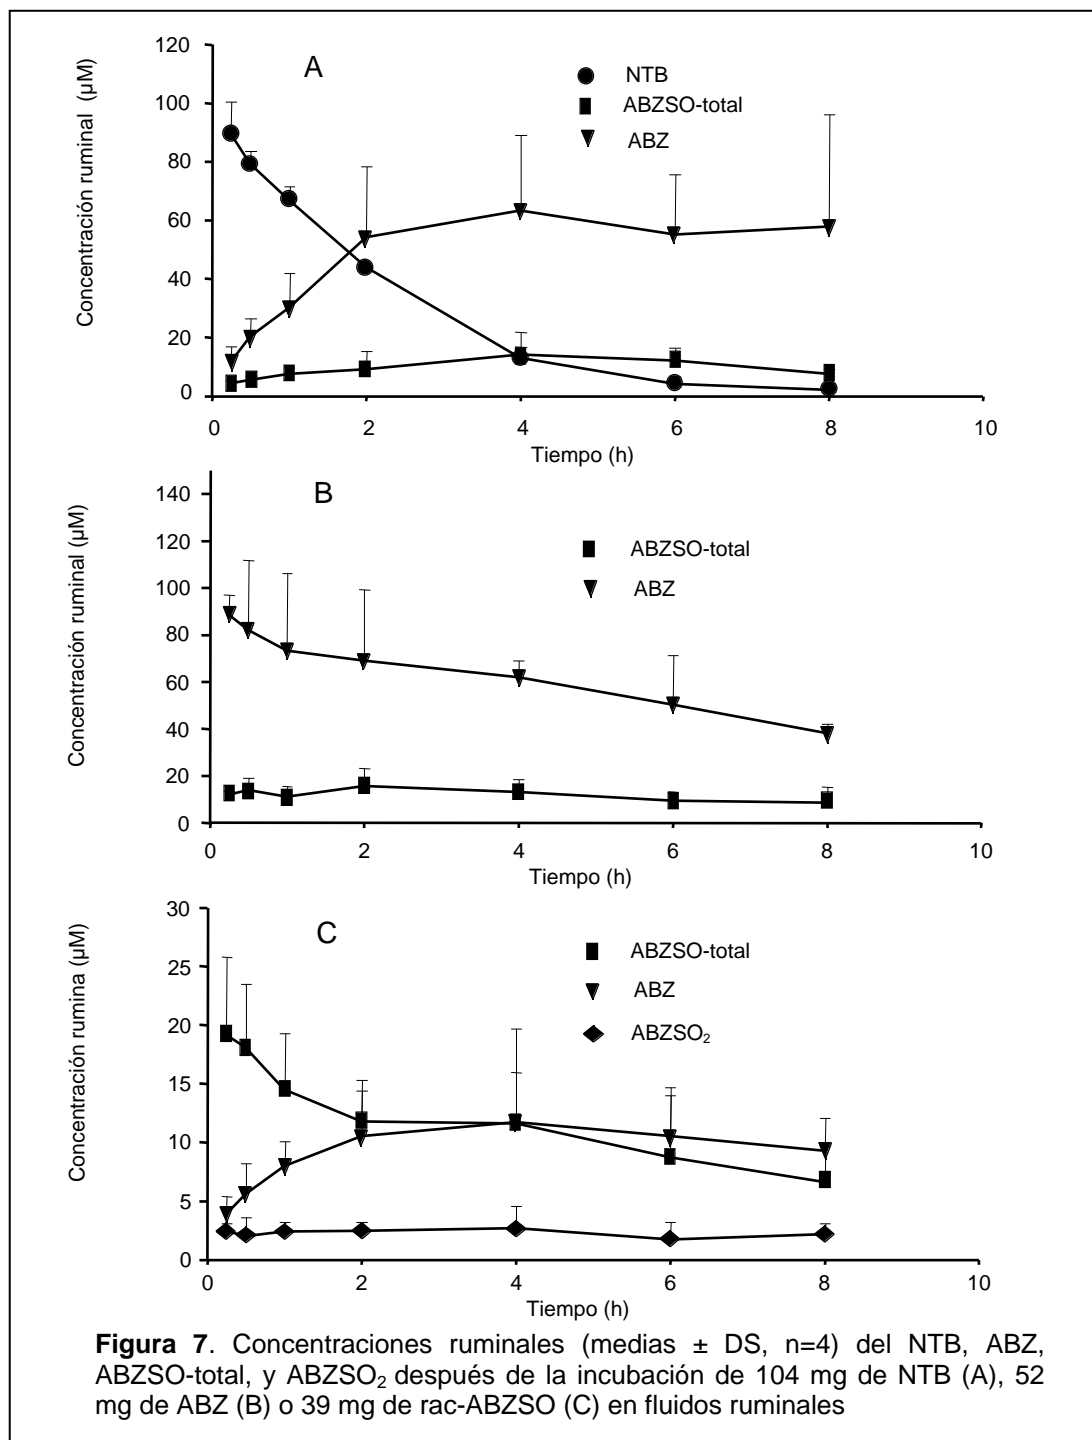 A
NTB
ABZSO-total
ABZ
Concentración ruminal (µM)
120
100
80
60
40
20
0
0 2 4 6 8 10
Tiempo (h)
B
ABZSO-total
ABZ
Concentración ruminal (µM)
140
120
100
80
60
40
20
0
0 2 4 6 8 10
Tiempo (h)
C
ABZSO-total
ABZ
ABZSO₂
Concentración rumina (µM)
30
25
20
15
10
5
0
0 2 4 6 8 10
Tiempo (h)
Figura 7. Concentraciones ruminales (medias ± DS, n=4) del NTB, ABZ,
ABZSO-total, y ABZSO₂ después de la incubación de 104 mg de NTB (A), 52
mg de ABZ (B) o 39 mg de rac-ABZSO (C) en fluidos ruminales